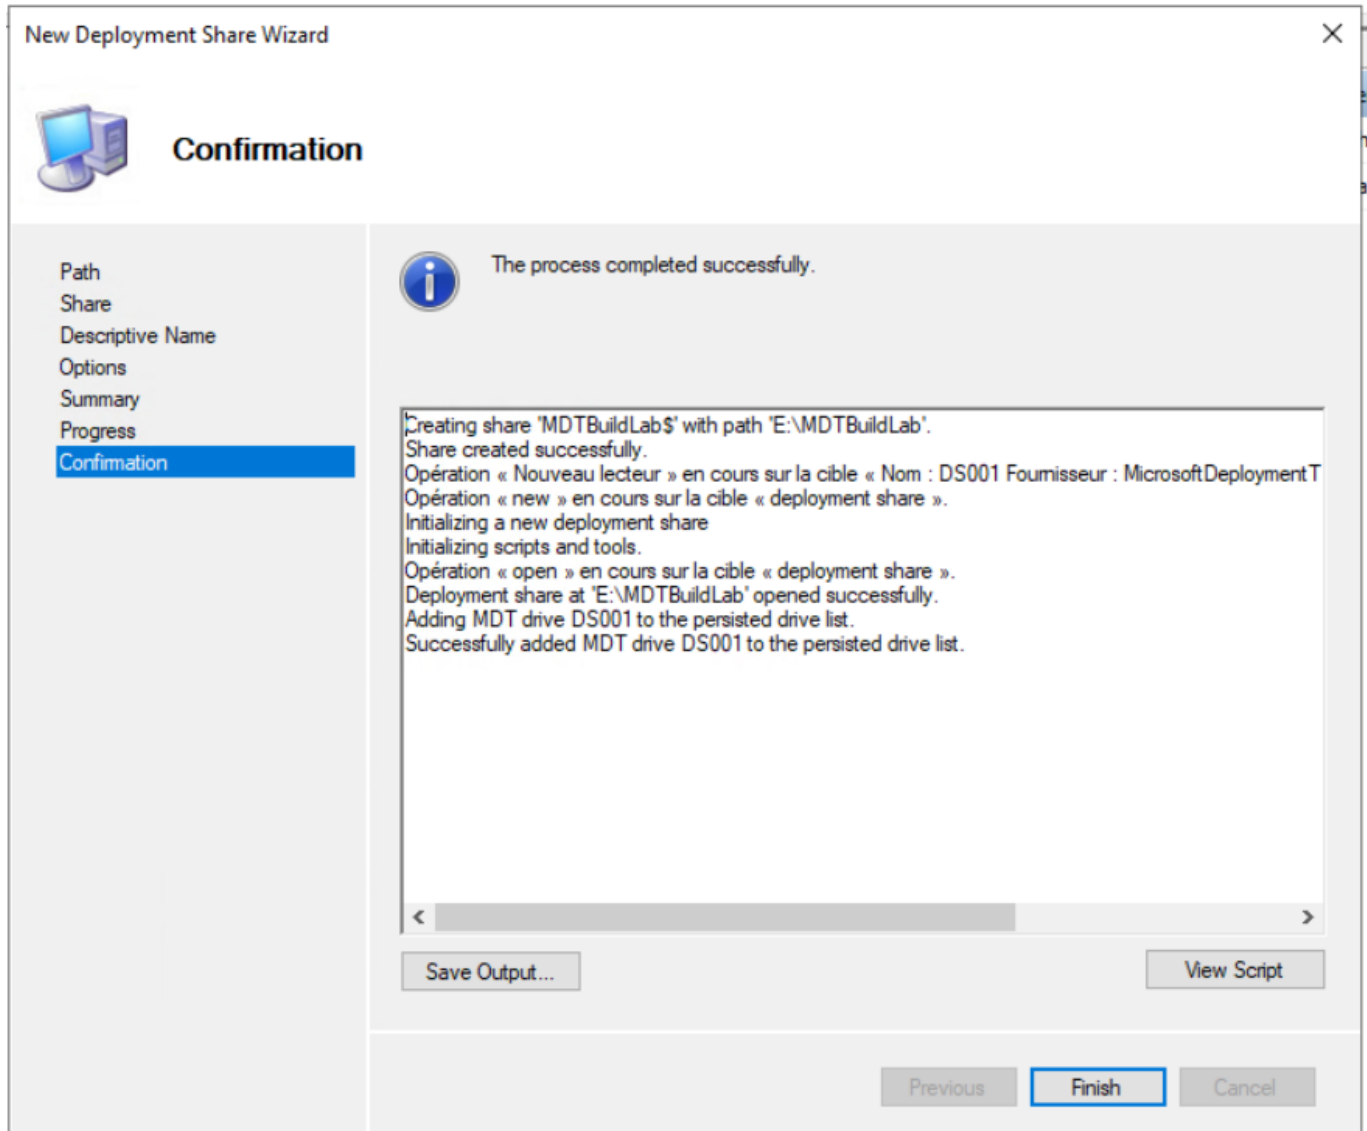 New Deployment Share Wizard
Confirmation
Path
Share
Descriptive Name
Options
Summary
Progress
Confirmation
The process completed successfully.
Creating share 'MDTBuildLab$' with path 'E:\MDTBuildLab'.
Share created successfully.
Opération « Nouveau lecteur » en cours sur la cible « Nom : DS001 Fournisseur : MicrosoftDeploymentT
Opération « new » en cours sur la cible « deployment share ».
Initializing a new deployment share
Initializing scripts and tools.
Opération « open » en cours sur la cible « deployment share ».
Deployment share at 'E:\MDTBuildLab' opened successfully.
Adding MDT drive DS001 to the persisted drive list.
Successfully added MDT drive DS001 to the persisted drive list.
Save Output...
View Script
Previous
Finish
Cancel